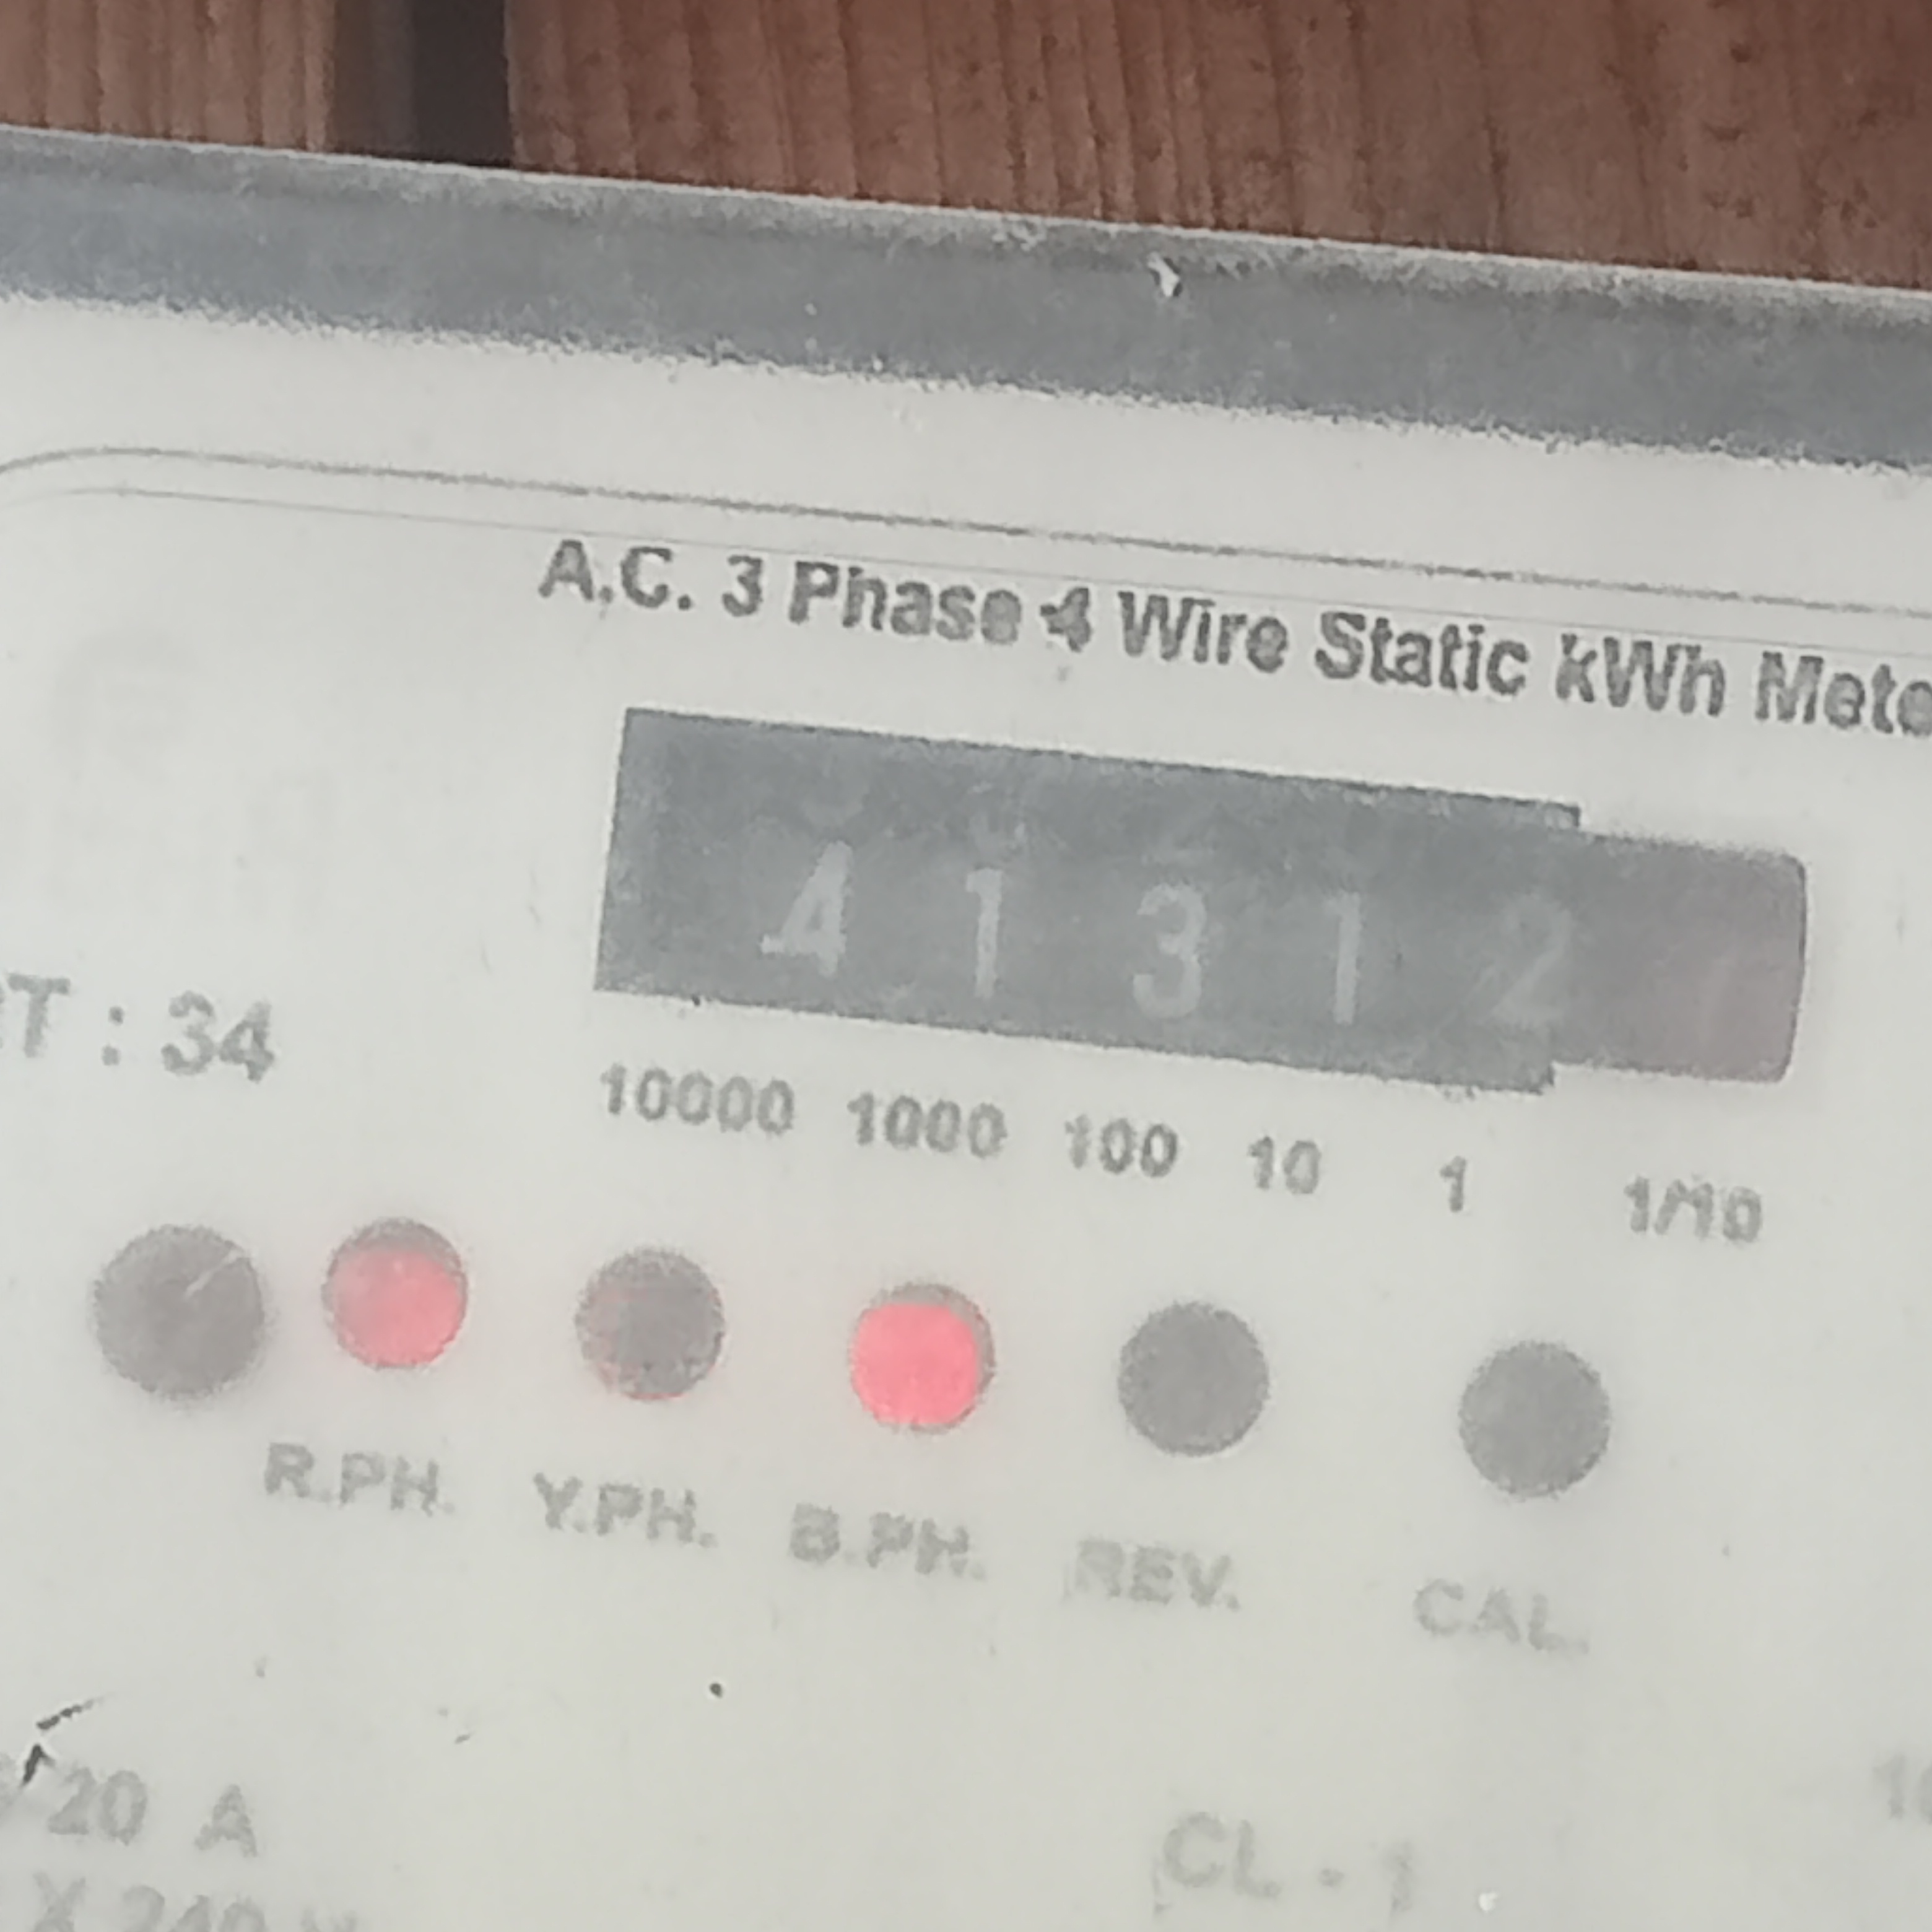 A.C. 3 Phase 4 Wire Static kWh Mete
4 1 3 1 2
T : 34
10000 1000 100 10 1 1/10
R.PH. Y.PH. B.PH. REV. CAL.
20 A
CL - 1
X 240 V